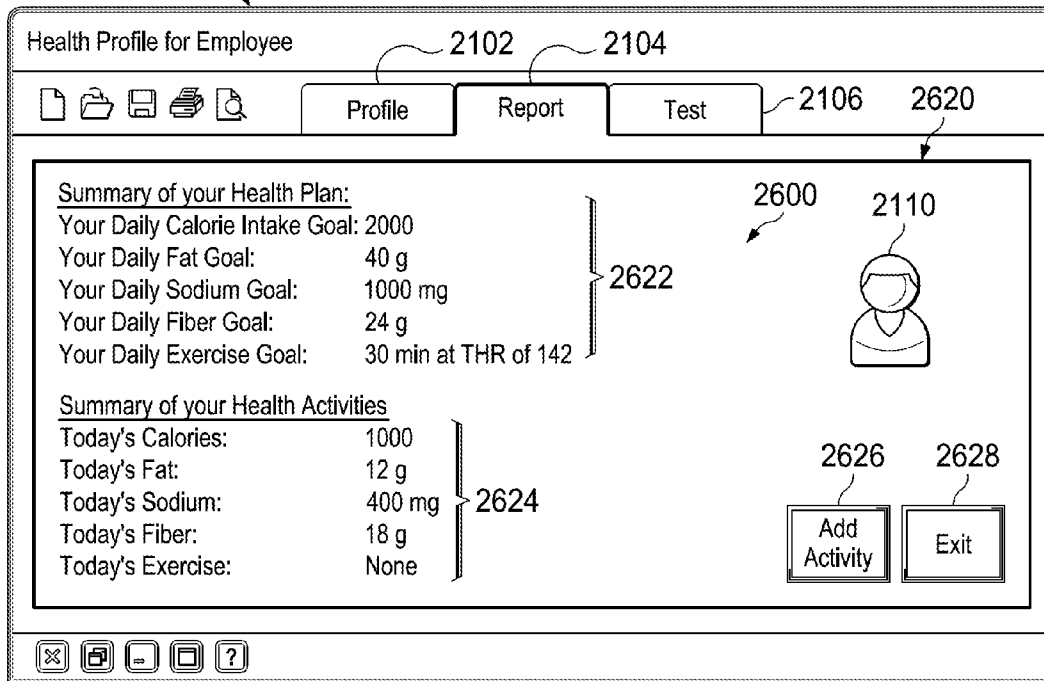 Health Profile for Employee
2102
2104
Profile
Report
Test
2106
2620
Summary of your Health Plan:
Your Daily Calorie Intake Goal: 2000
Your Daily Fat Goal: 40 g
Your Daily Sodium Goal: 1000 mg
Your Daily Fiber Goal: 24 g
Your Daily Exercise Goal: 30 min at THR of 142
2622
2600
2110
Summary of your Health Activities
Today's Calories: 1000
Today's Fat: 12 g
Today's Sodium: 400 mg
Today's Fiber: 18 g
Today's Exercise: None
2624
2626
2628
Add
Activity
Exit
?